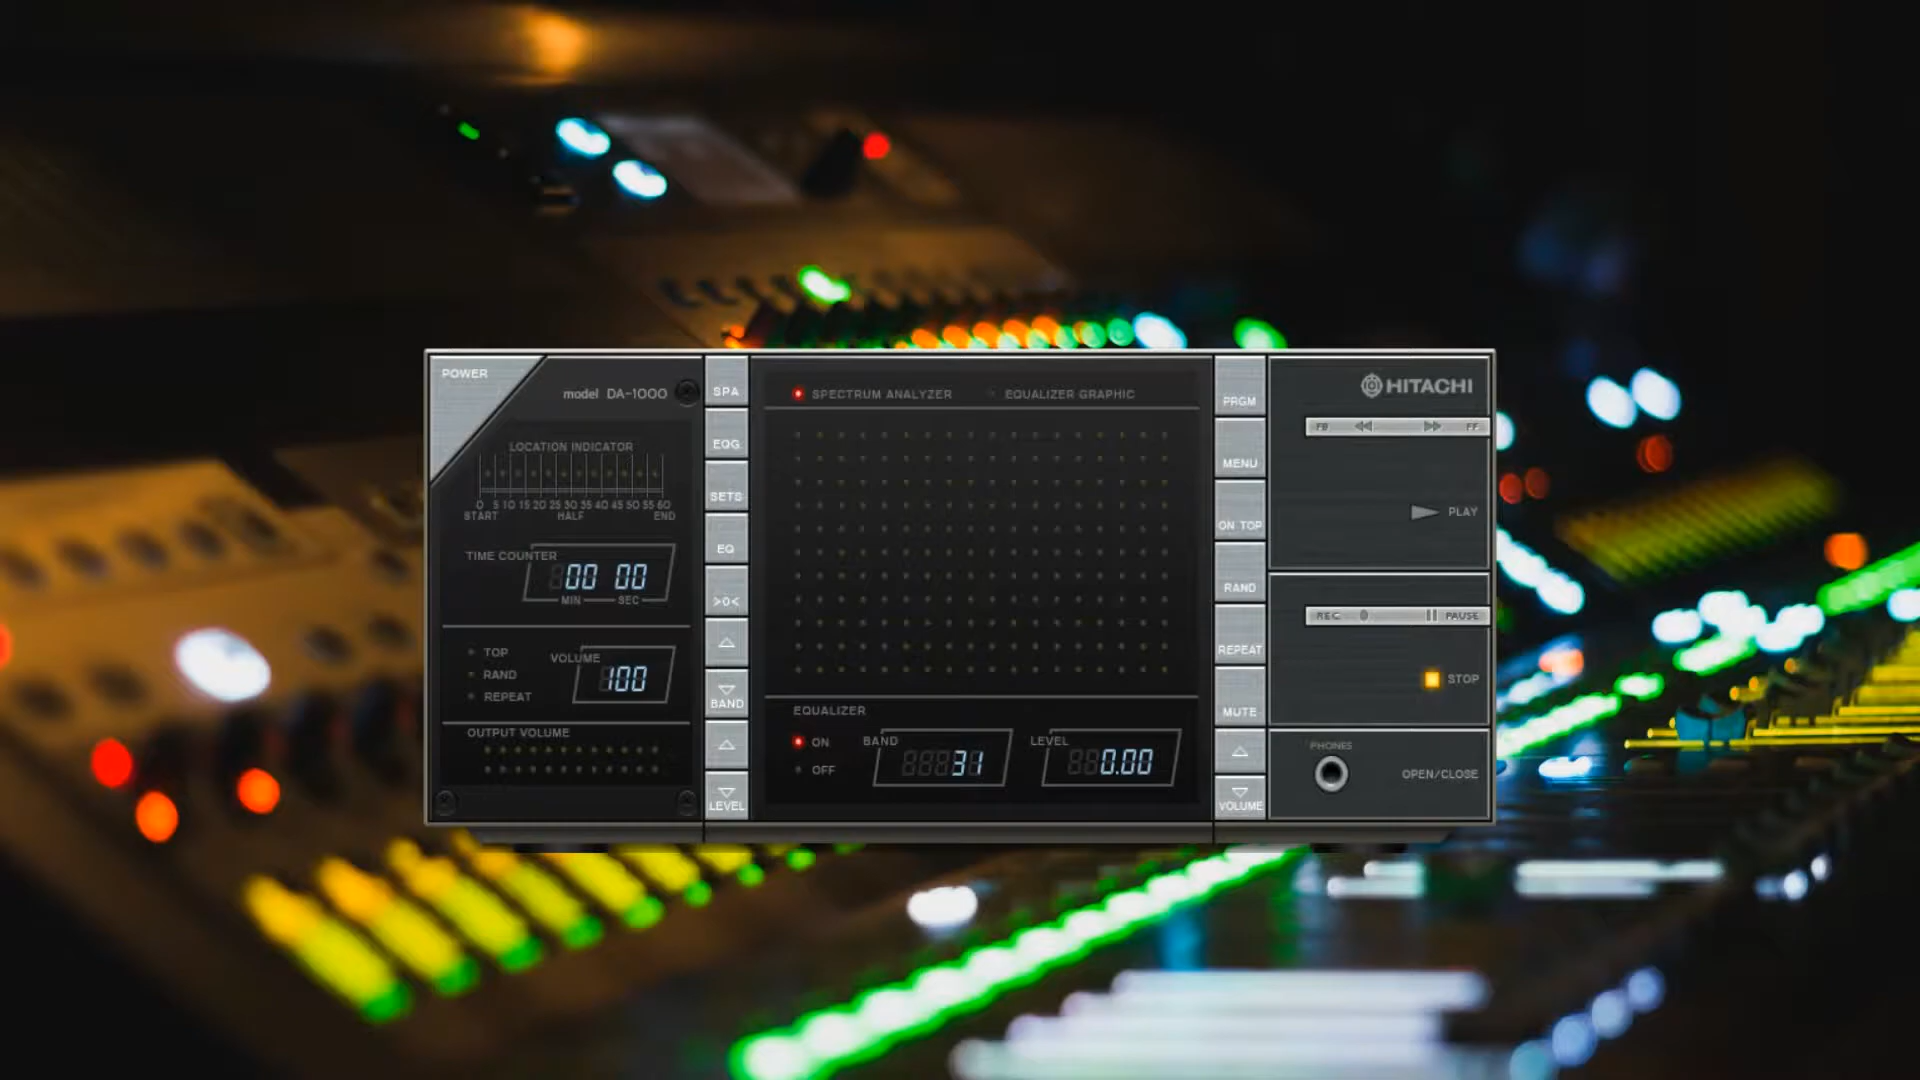 POWER
model DA-1000
LOCATION INDICATOR
0 5 10 15 20 25 30 35 40 45 50 55 60
START HALF END
TIME COUNTER
00 00
MIN SEC
TOP
RAND
REPEAT
VOLUME
100
OUTPUT VOLUME
SPA
EQG
SETS
EQ
>0<
BAND
LEVEL
SPECTRUM ANALYZER EQUALIZER GRAPHIC
EQUALIZER
ON
OFF
BAND
31
LEVEL
0.00
PRGM
MENU
ON TOP
RAND
REPEAT
MUTE
VOLUME
HITACHI
FB FF
PLAY
REC PAUSE
STOP
PHONES
OPEN/CLOSE